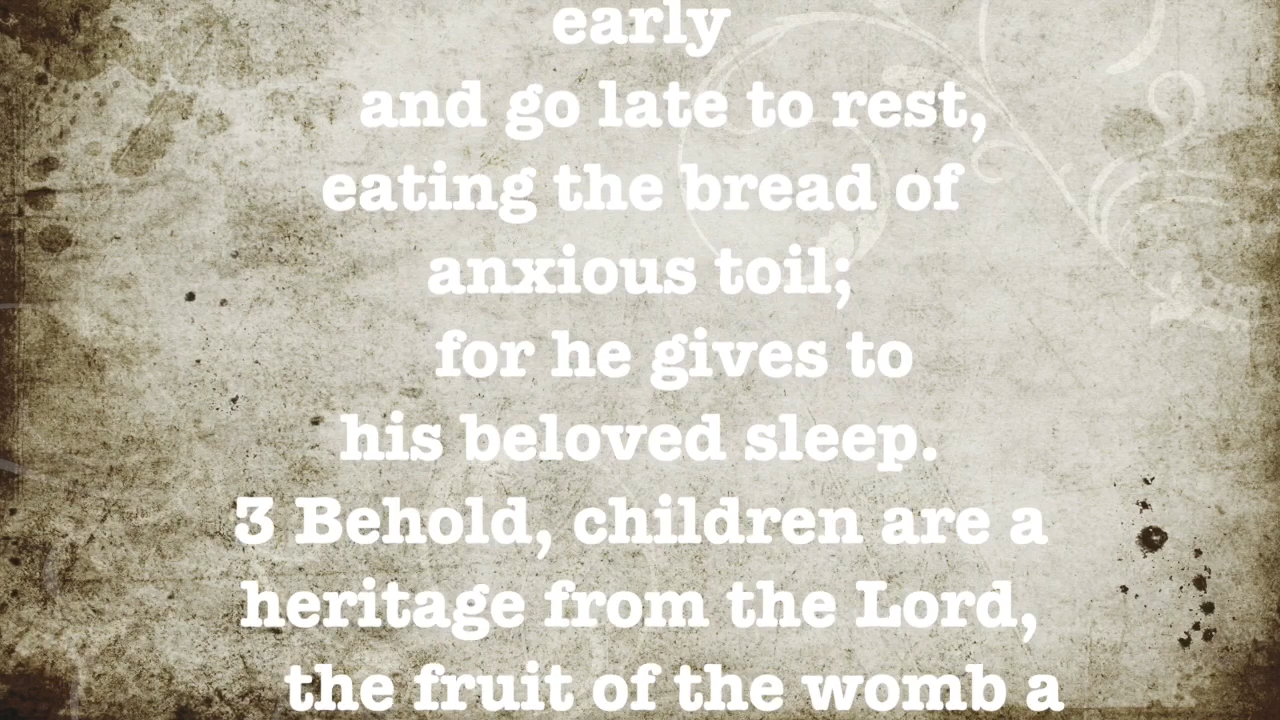 early
and go late to rest,
eating the bread of
anxious toil;
for he gives to
his beloved sleep.
3 Behold, children are a
heritage from the Lord,
the fruit of the womb a